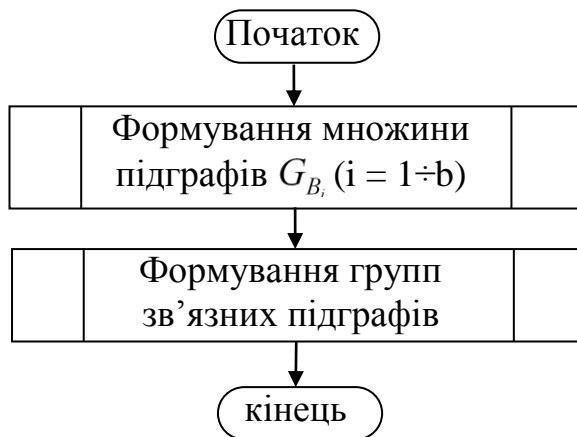 Початок
Формування множини
підграфів G_{B_i} (i = 1÷b)
Формування групп
зв’язних підграфів
кінець